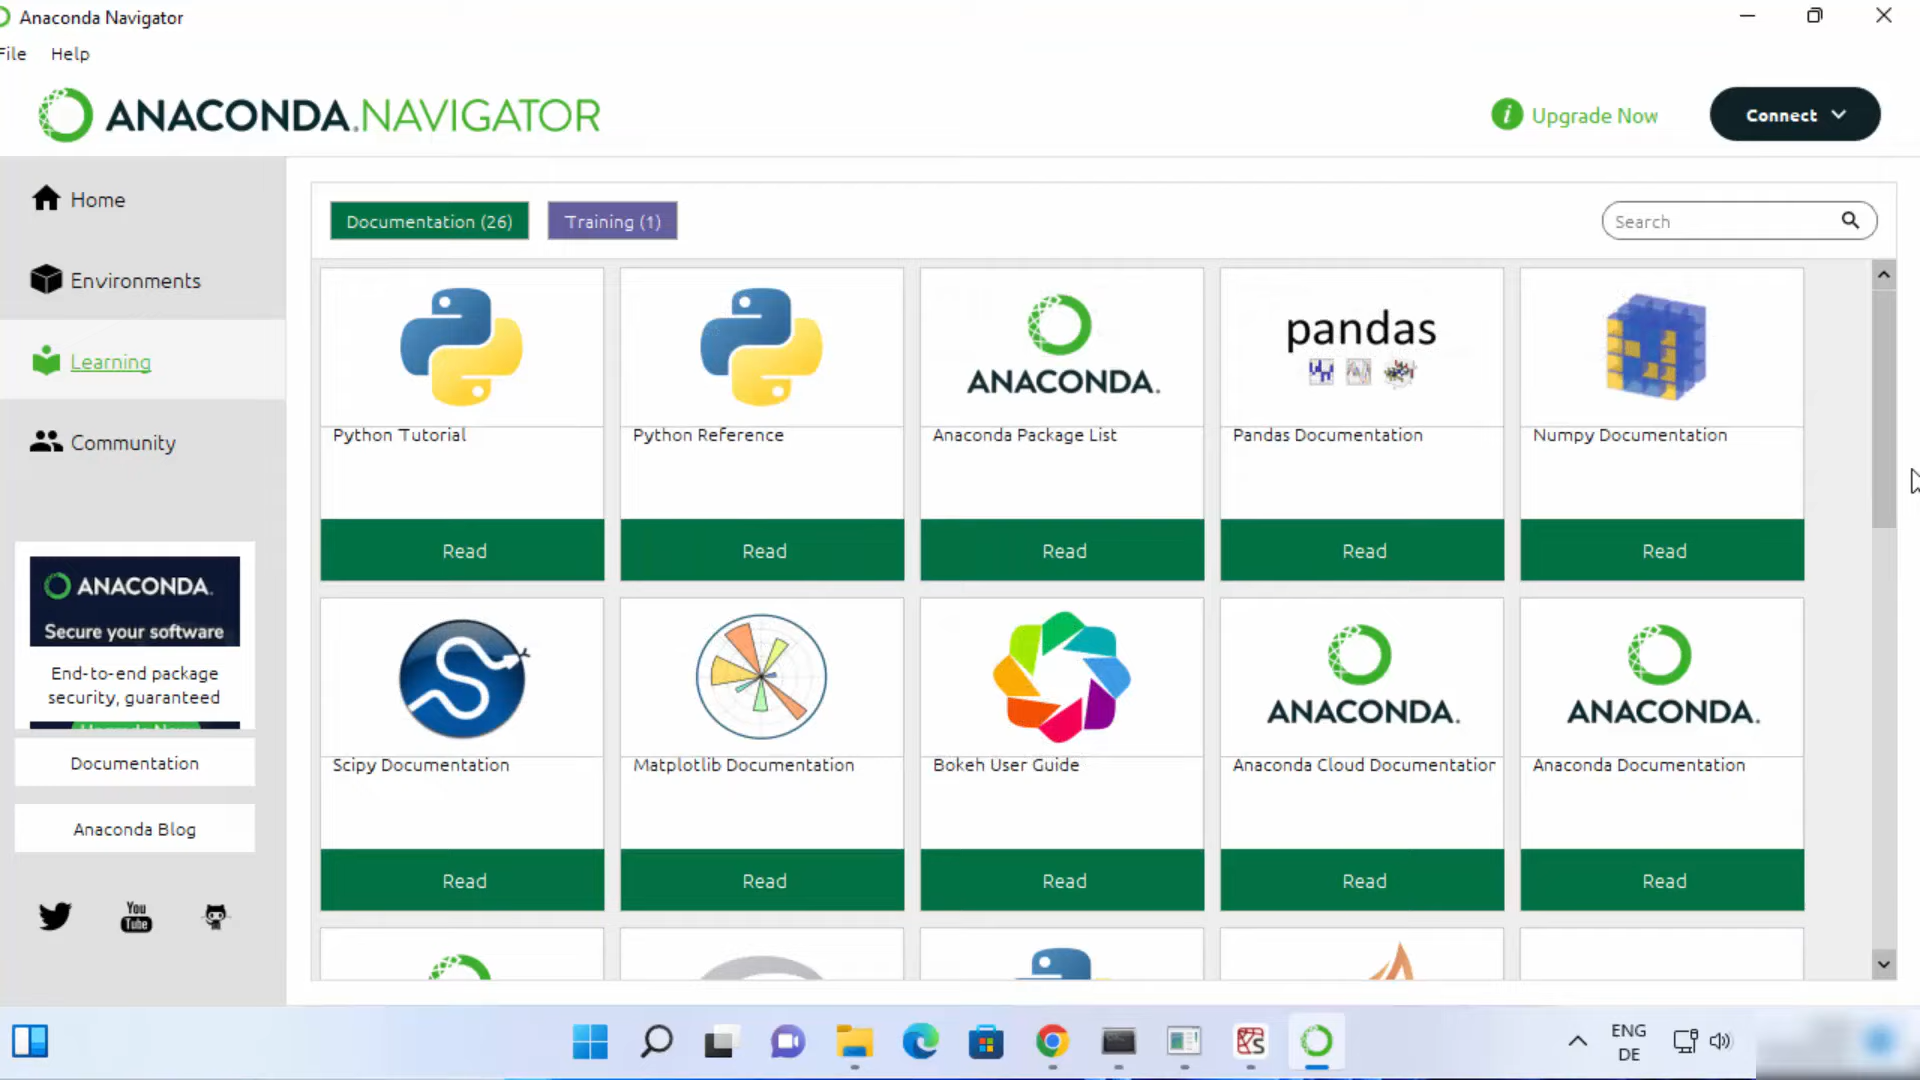 Anaconda Navigator
File Help
ANACONDA.NAVIGATOR
i Upgrade Now
Connect
Home
Environments
Learning
Community
ANACONDA.
Secure your software
End-to-end package
security, guaranteed
Upgrade Now
Documentation
Anaconda Blog
You
Tube
Documentation (26)
Training (1)
Search
ANACONDA.
pandas
Python Tutorial
Python Reference
Anaconda Package List
Pandas Documentation
Numpy Documentation
Read
Read
Read
Read
Read
ANACONDA.
ANACONDA.
Scipy Documentation
Matplotlib Documentation
Bokeh User Guide
Anaconda Cloud Documentation
Anaconda Documentation
Read
Read
Read
Read
Read
ENG
DE